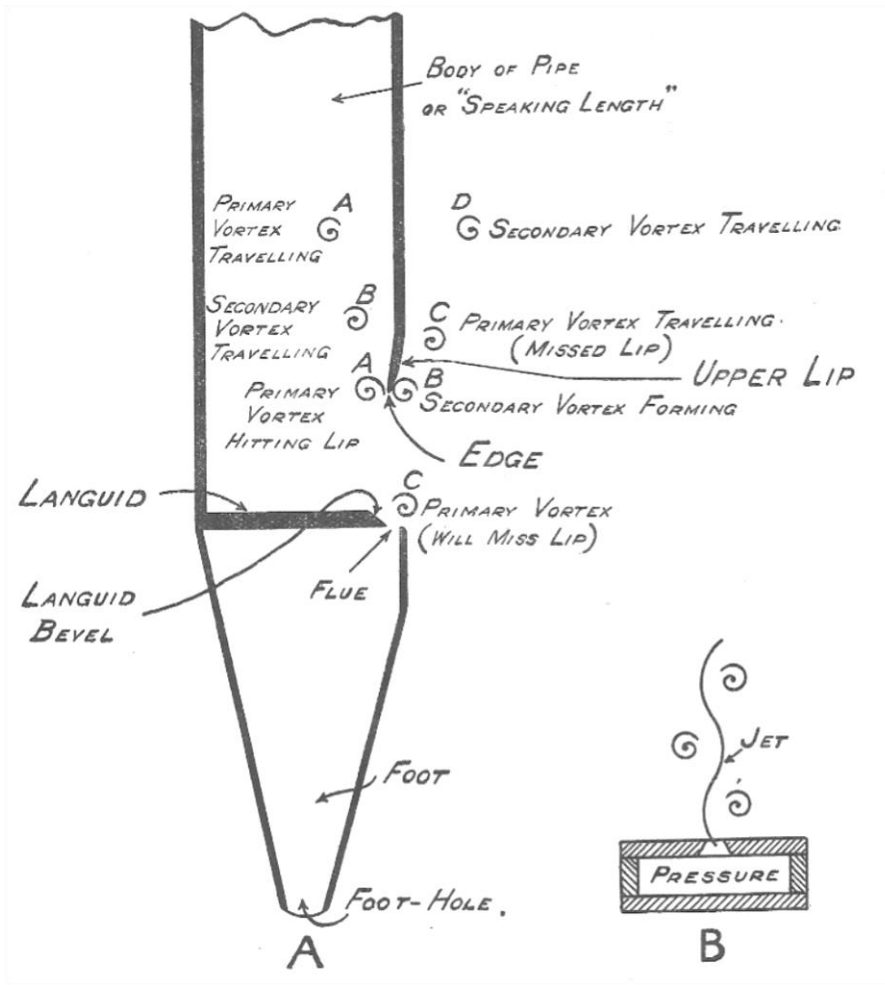 BODY OF PIPE
OR "SPEAKING LENGTH"
PRIMARY
VORTEX
TRAVELLING
A
D
SECONDARY VORTEX TRAVELLING
SECONDARY
VORTEX
TRAVELLING
B
C
PRIMARY VORTEX TRAVELLING.
(MISSED LIP)
UPPER LIP
A
B
PRIMARY
VORTEX
HITTING LIP
SECONDARY VORTEX FORMING
EDGE
LANGUID
C
PRIMARY VORTEX
(WILL MISS LIP)
FLUE
LANGUID
BEVEL
FOOT
FOOT-HOLE.
A
JET
PRESSURE
B